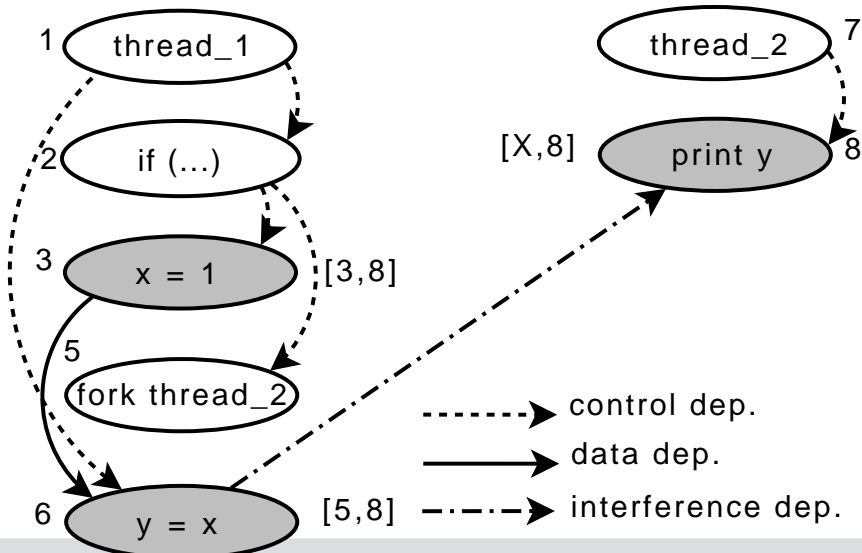 1 thread_1
thread_2 7
2 if (...)
[X,8] print y 8
3 x = 1 [3,8]
5
fork thread_2
control dep.
data dep.
6 y = x [5,8]
interference dep.